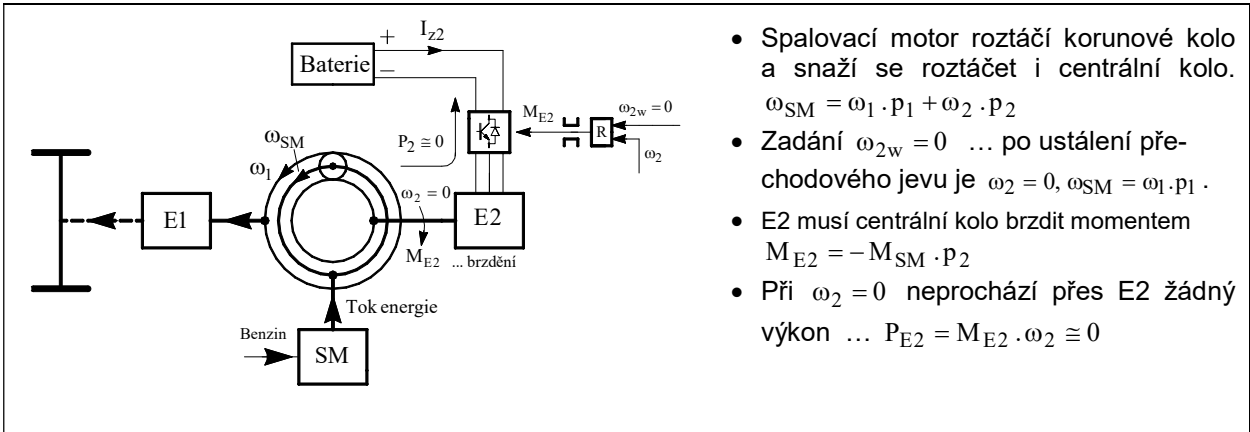 +
I_z2
Baterie
−
M_E2
ω_2w = 0
R
ω_2
P_2 ≅ 0
ω_SM
ω_1
ω_2 = 0
E1
E2
M_E2 ... brzdění
Tok energie
Benzin
SM
• Spalovací motor roztáčí korunové kolo
a snaží se roztáčet i centrální kolo.
ω_SM = ω_1 . p_1 + ω_2 . p_2
• Zadání ω_2w = 0 … po ustálení pře-
chodového jevu je ω_2 = 0, ω_SM = ω_1.p_1 .
• E2 musí centrální kolo brzdit momentem
M_E2 = − M_SM . p_2
• Při ω_2 = 0 neprochází přes E2 žádný
výkon … P_E2 = M_E2 . ω_2 ≅ 0